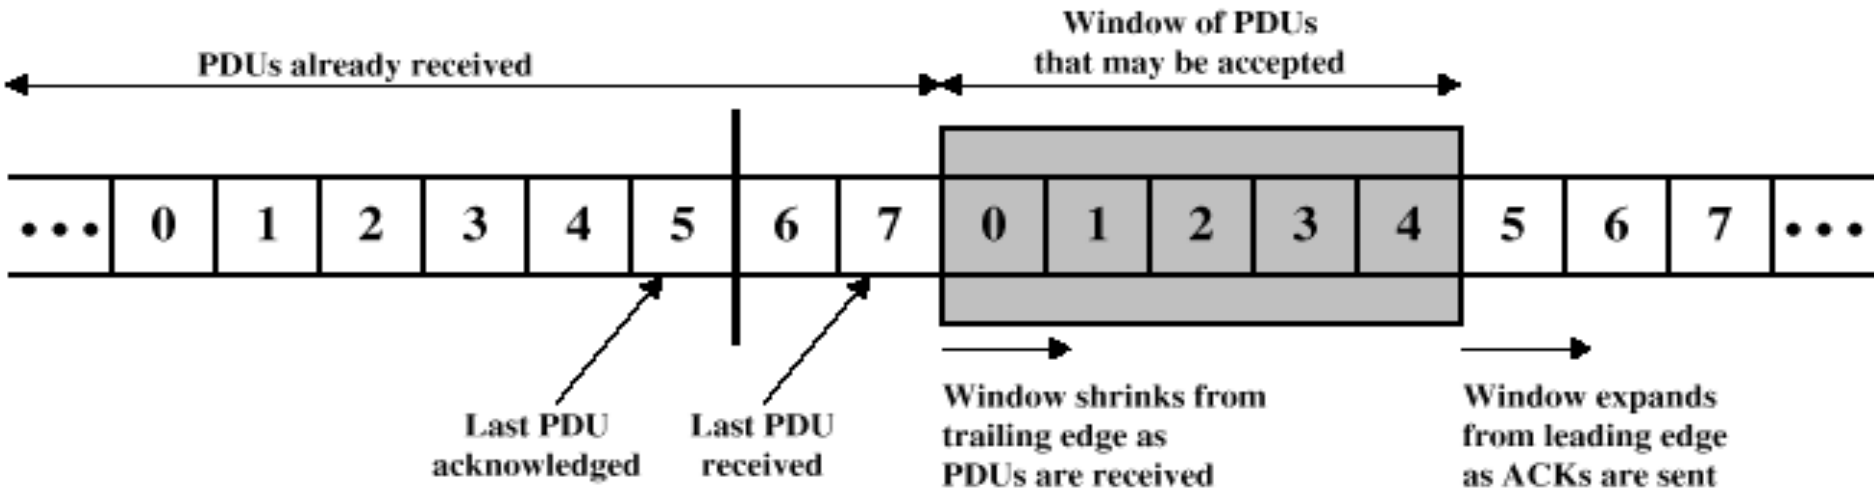 Window of PDUs
that may be accepted
PDUs already received
••• 0 1 2 3 4 5 6 7 0 1 2 3 4 5 6 7 •••
Last PDU
acknowledged
Last PDU
received
Window shrinks from
trailing edge as
PDUs are received
Window expands
from leading edge
as ACKs are sent